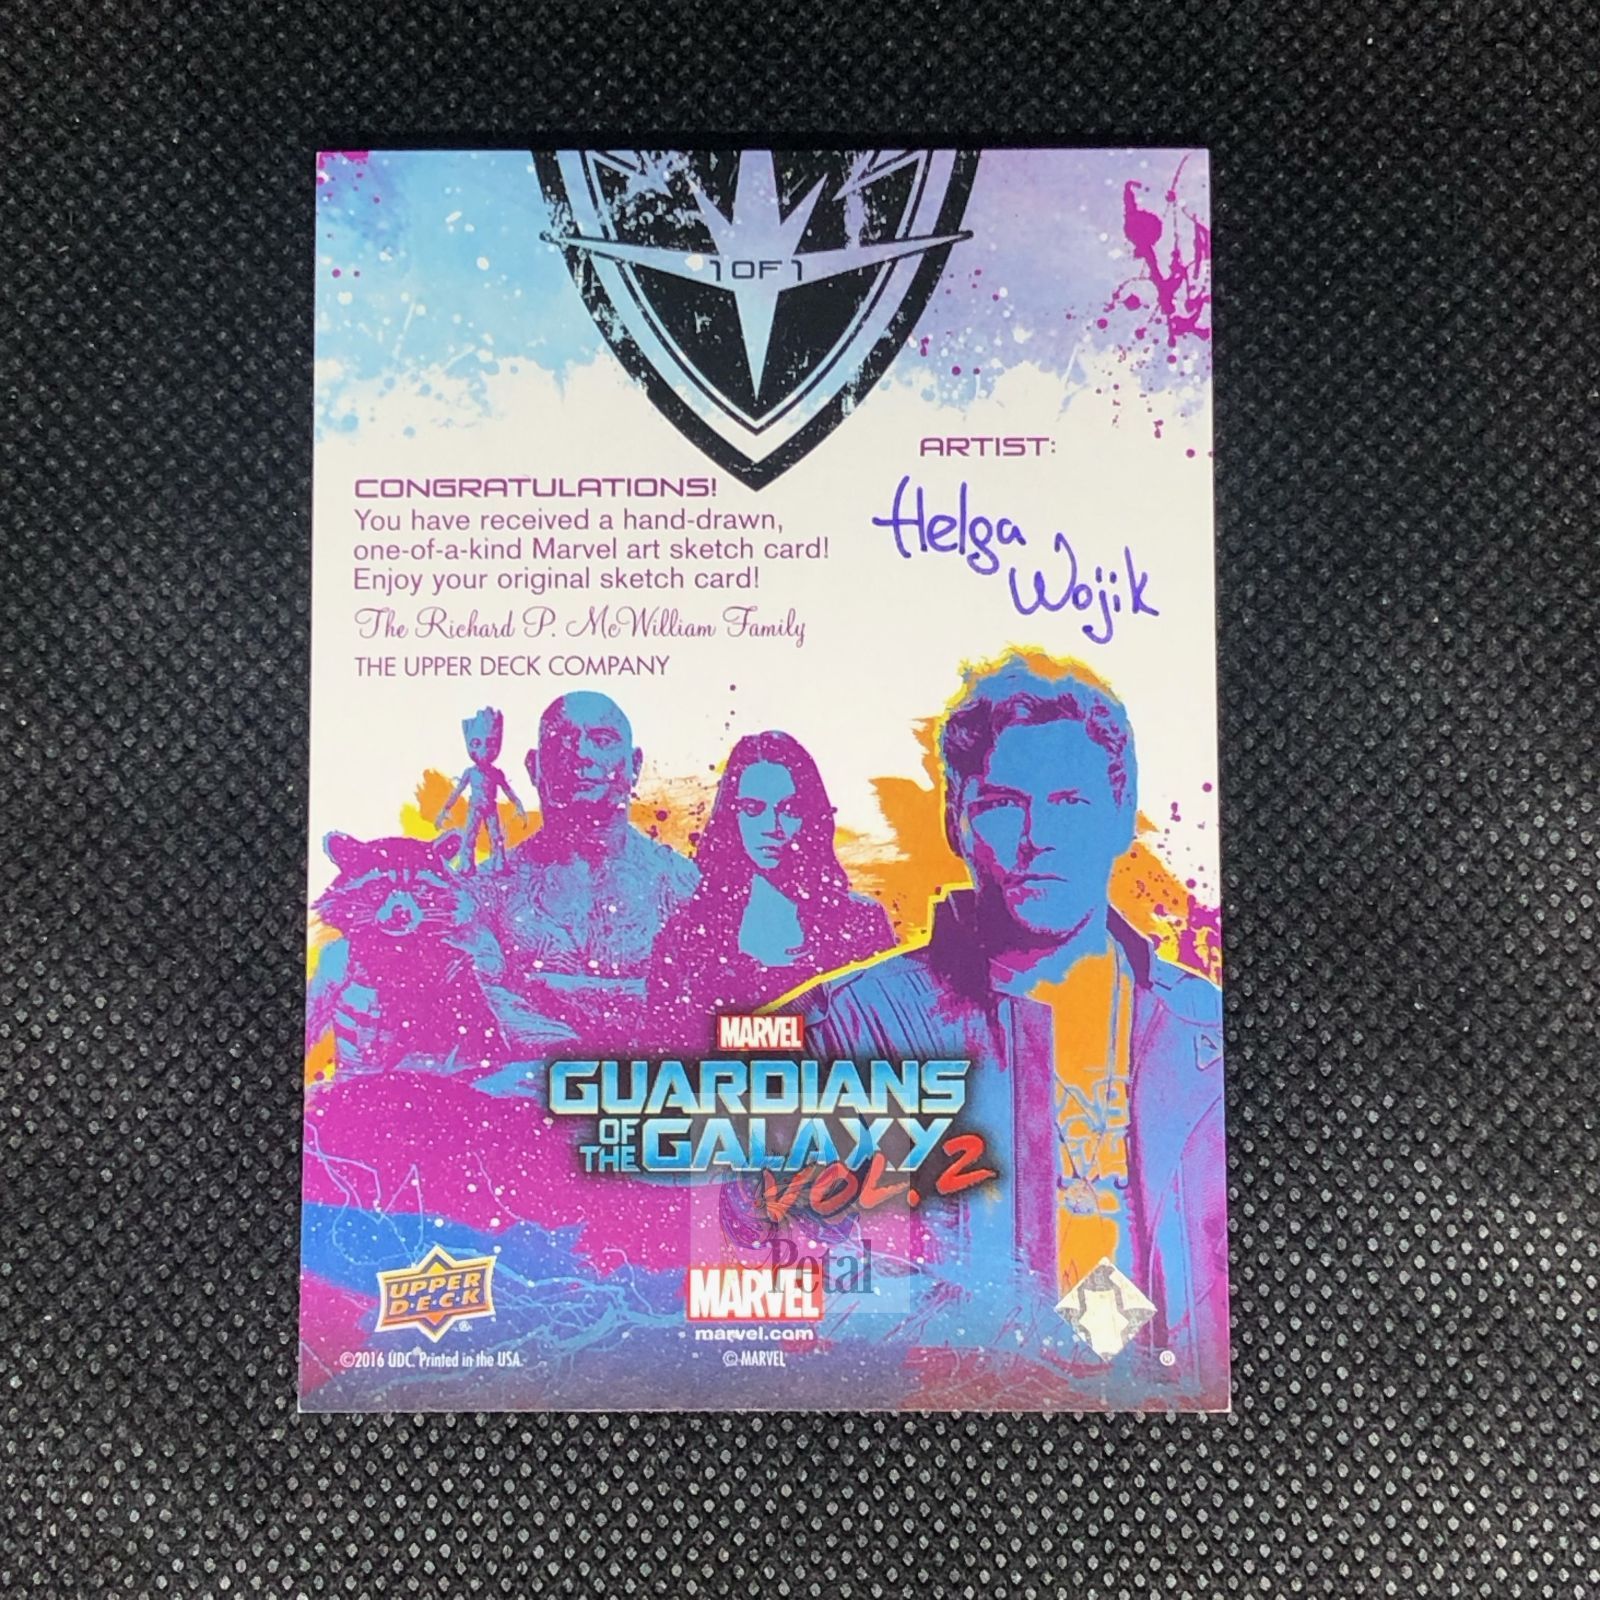 1 OF 1
ARTIST:
Helga
Wojik
CONGRATULATIONS!
You have received a hand-drawn,
one-of-a-kind Marvel art sketch card!
Enjoy your original sketch card!
The Richard P. McWilliam Family
THE UPPER DECK COMPANY
MARVEL
GUARDIANS
OF THE GALAXY
VOL. 2
Petal
UPPER
D·E·C·K
MARVEL
marvel.com
©2016 UDC. Printed in the USA.
© MARVEL
®